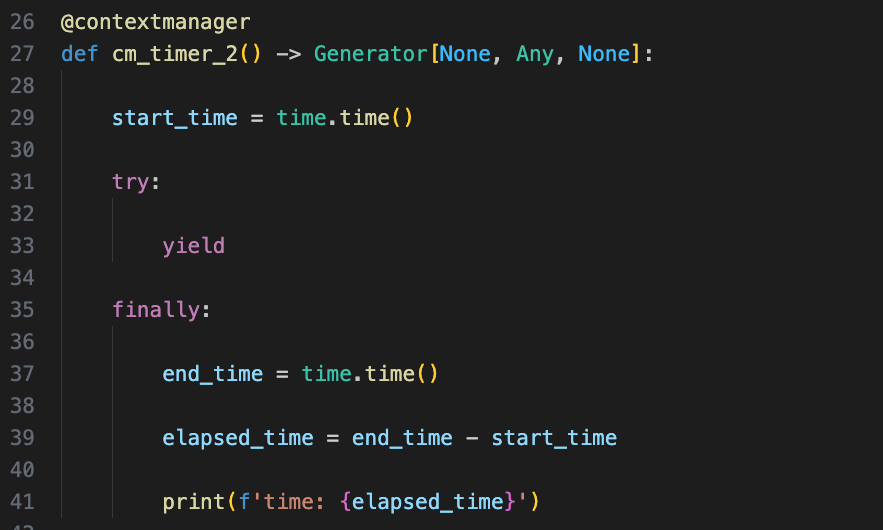 26 @contextmanager
27 def cm_timer_2() -> Generator[None, Any, None]:
28
29     start_time = time.time()
30
31     try:
32
33         yield
34
35     finally:
36
37         end_time = time.time()
38
39         elapsed_time = end_time - start_time
40
41         print(f'time: {elapsed_time}')
42